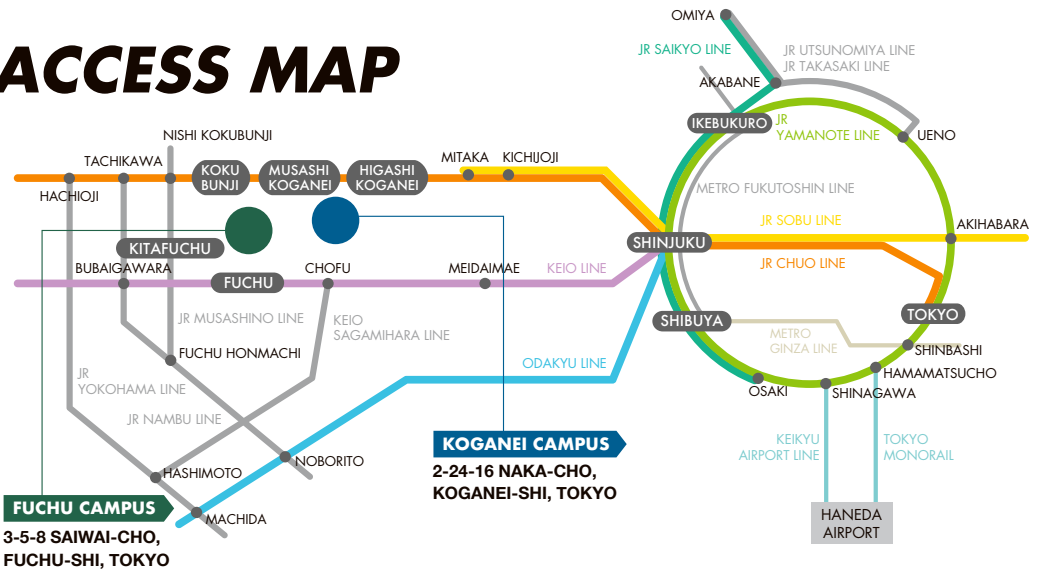 ACCESS MAP
OMIYA
JR SAIKYO LINE
JR UTSUNOMIYA LINE
JR TAKASAKI LINE
AKABANE
IKEBUKURO
JR
YAMANOTE LINE
UENO
NISHI KOKUBUNJI
TACHIKAWA
HACHIOJI
KOKU
BUNJI
MUSASHI
KOGANEI
HIGASHI
KOGANEI
MITAKA
KICHIJOJI
METRO FUKUTOSHIN LINE
JR SOBU LINE
AKIHABARA
SHINJUKU
JR CHUO LINE
KITAFUCHU
BUBAIGAWARA
FUCHU
CHOFU
MEIDAIMAE
KEIO LINE
JR MUSASHINO LINE
KEIO
SAGAMIHARA LINE
SHIBUYA
TOKYO
METRO
GINZA LINE
SHINBASHI
FUCHU HONMACHI
ODAKYU LINE
HAMAMATSUCHO
JR
YOKOHAMA LINE
OSAKI
SHINAGAWA
JR NAMBU LINE
KEIKYU
AIRPORT LINE
TOKYO
MONORAIL
KOGANEI CAMPUS
2-24-16 NAKA-CHO,
KOGANEI-SHI, TOKYO
NOBORITO
HASHIMOTO
MACHIDA
FUCHU CAMPUS
3-5-8 SAIWAI-CHO,
FUCHU-SHI, TOKYO
HANEDA
AIRPORT